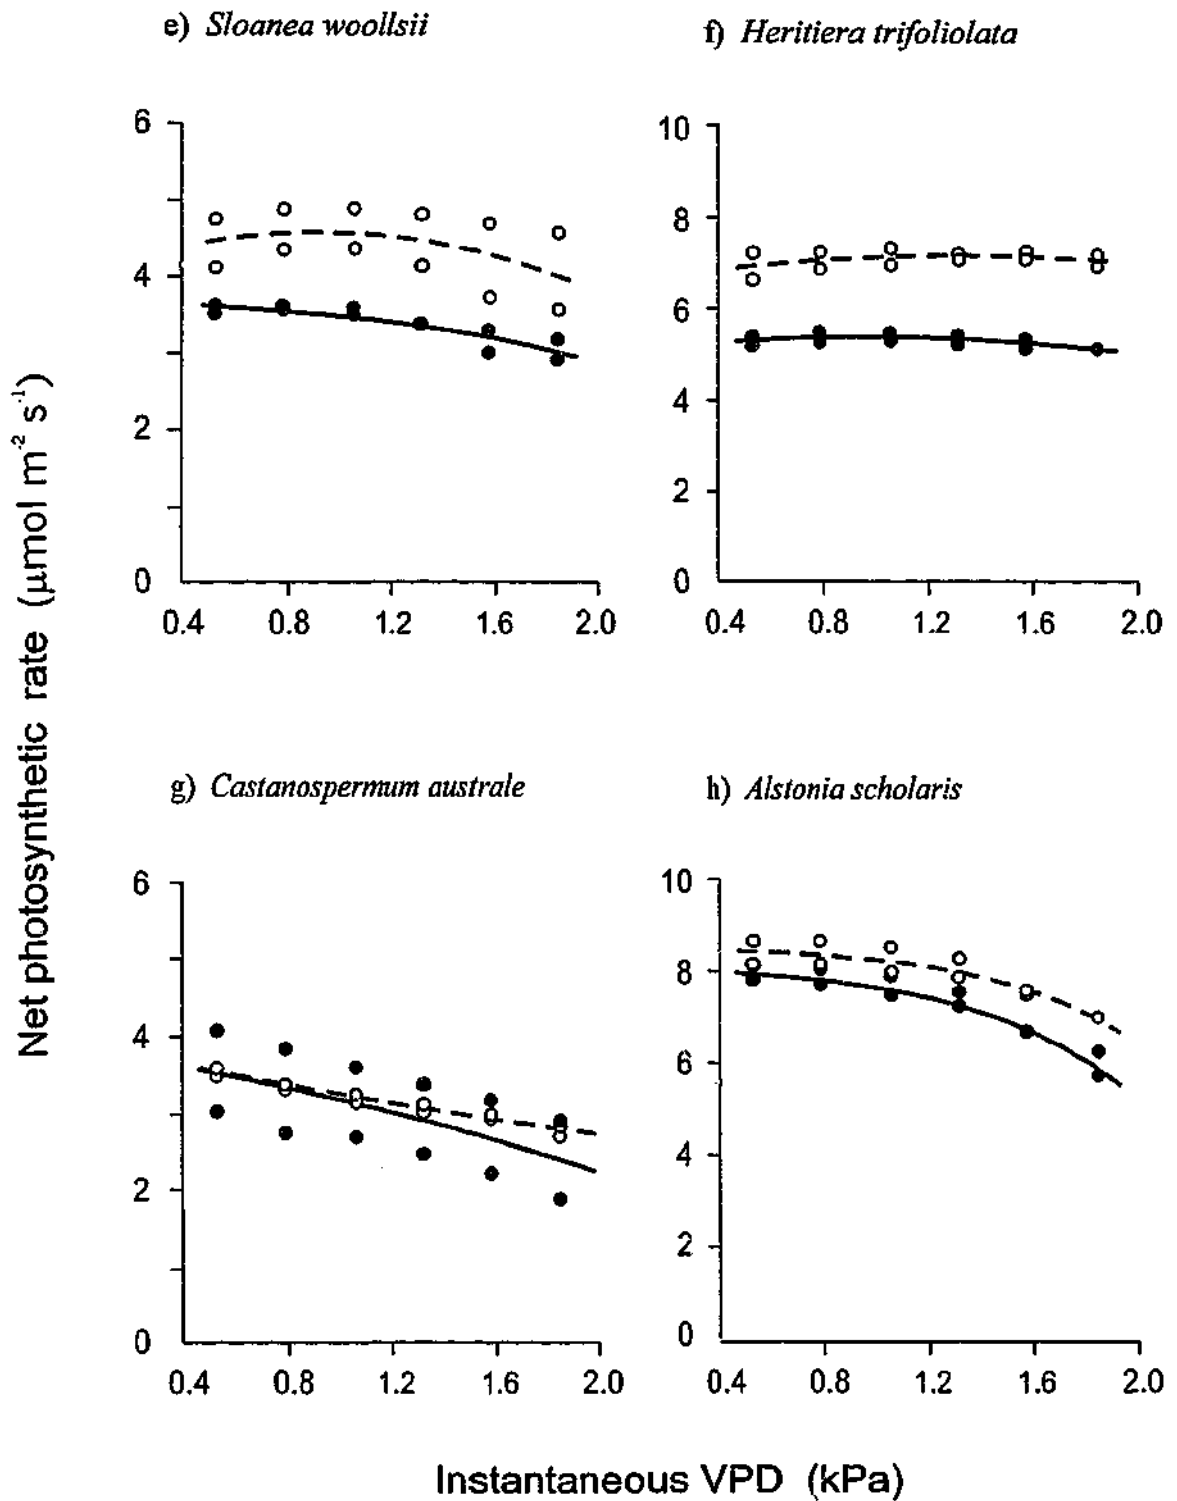 e) Sloanea woollsii
f) Heritiera trifoliolata
6
4
2
0
0.4 0.8 1.2 1.6 2.0
10
8
6
4
2
0
0.4 0.8 1.2 1.6 2.0
Net photosynthetic rate (µmol m⁻² s⁻¹)
g) Castanospermum australe
h) Alstonia scholaris
6
4
2
0
0.4 0.8 1.2 1.6 2.0
10
8
6
4
2
0
0.4 0.8 1.2 1.6 2.0
Instantaneous VPD (kPa)